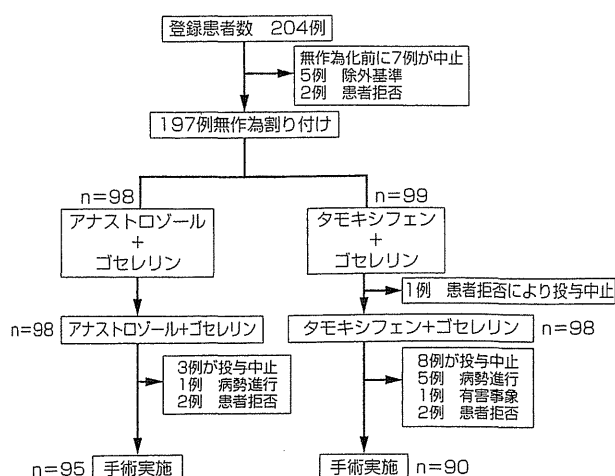 登録患者数 204例
無作為化前に7例が中止
5例 除外基準
2例 患者拒否
197例無作為割り付け
n=98
n=99
アナストロゾール
+
ゴセレリン
タモキシフェン
+
ゴセレリン
1例 患者拒否により投与中止
n=98
アナストロゾール+ゴセレリン
タモキシフェン+ゴセレリン
n=98
3例が投与中止
1例 病勢進行
2例 患者拒否
8例が投与中止
5例 病勢進行
1例 有害事象
2例 患者拒否
n=95
手術実施
手術実施
n=90